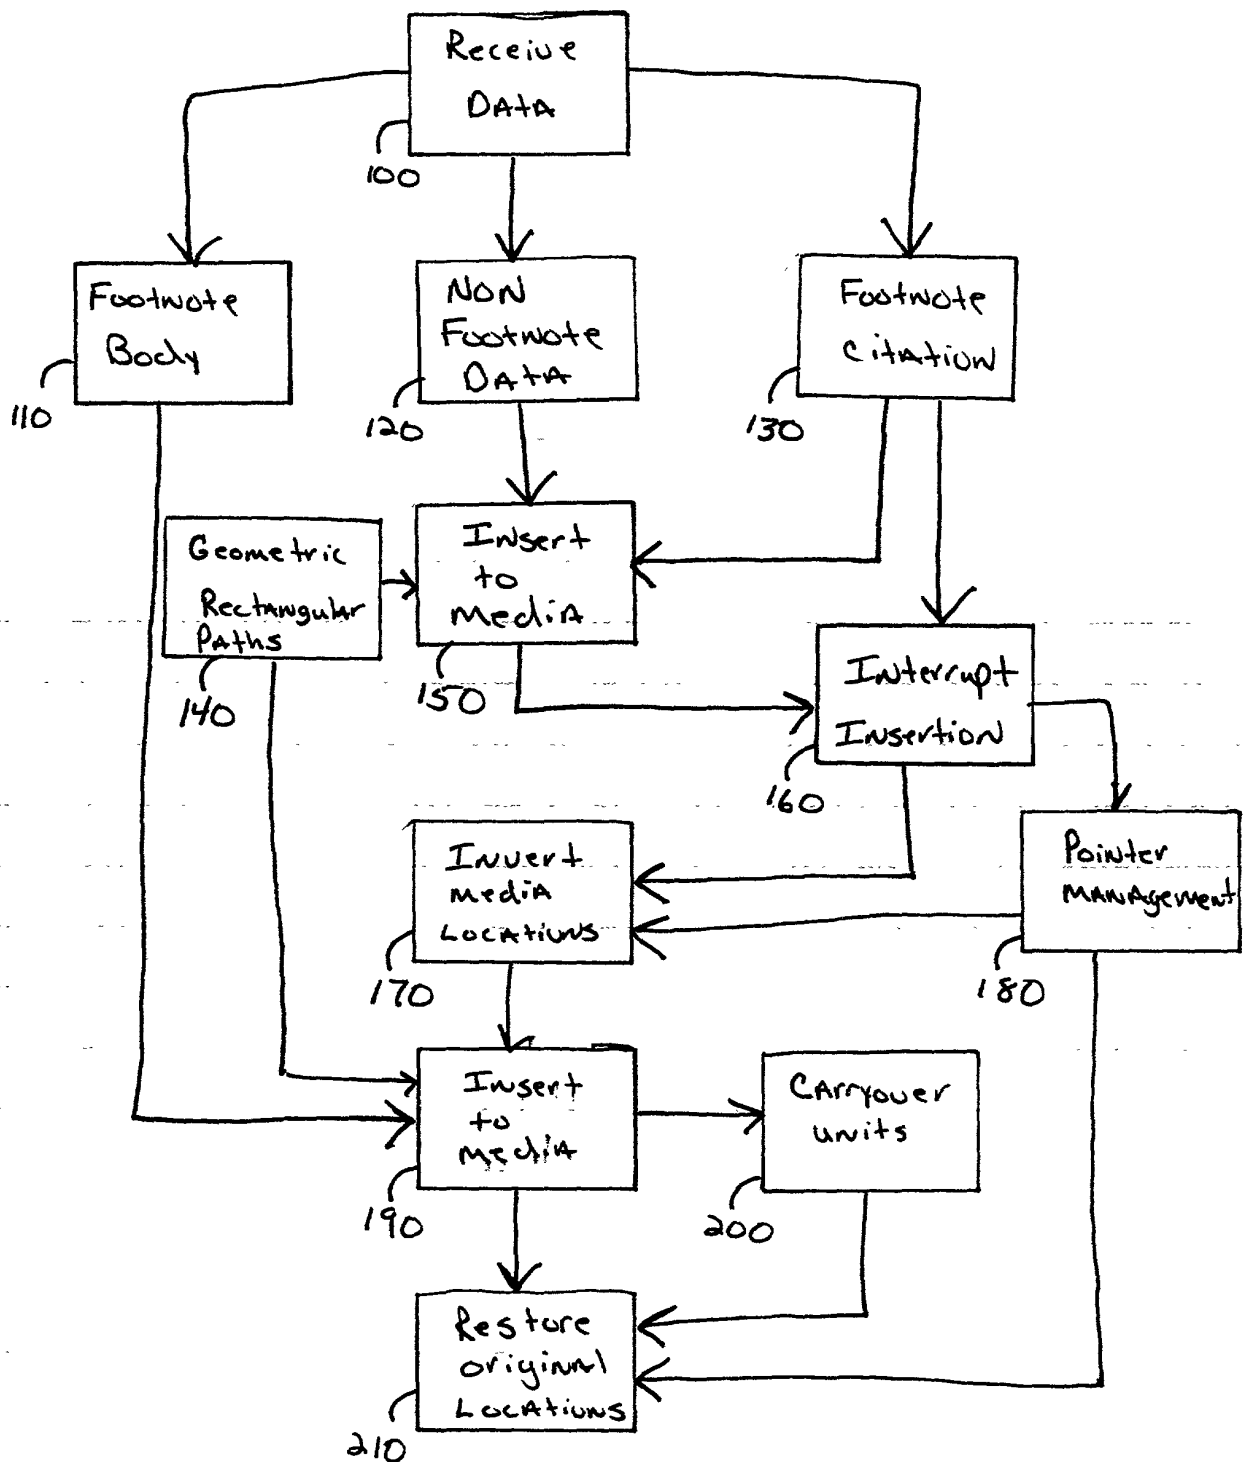 Receive
Data
100
Footnote
Body
110
Non
Footnote
Data
120
Footnote
Citation
130
Geometric
Rectangular
Paths
140
Insert
to
Media
150
Interrupt
Insertion
160
Invert
Media
Locations
170
Pointer
Management
180
Insert
to
Media
190
Carryover
units
200
Restore
original
Locations
210